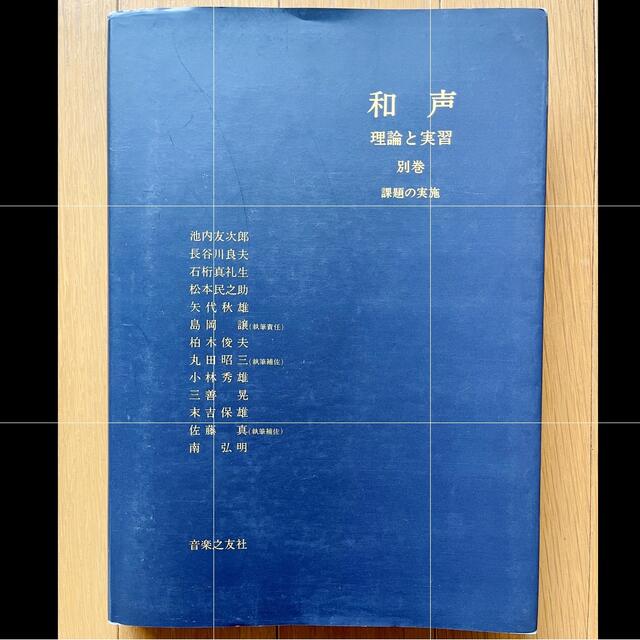 和声
理論と実習
別巻
課題の実施
池内友次郎
長谷川良夫
石桁真礼生
松本民之助
矢代秋雄
島岡譲(執筆責任)
柏木俊夫
丸田昭三(執筆補佐)
小林秀雄
三善晃
末吉保雄
佐藤真(執筆補佐)
南弘明
音楽之友社